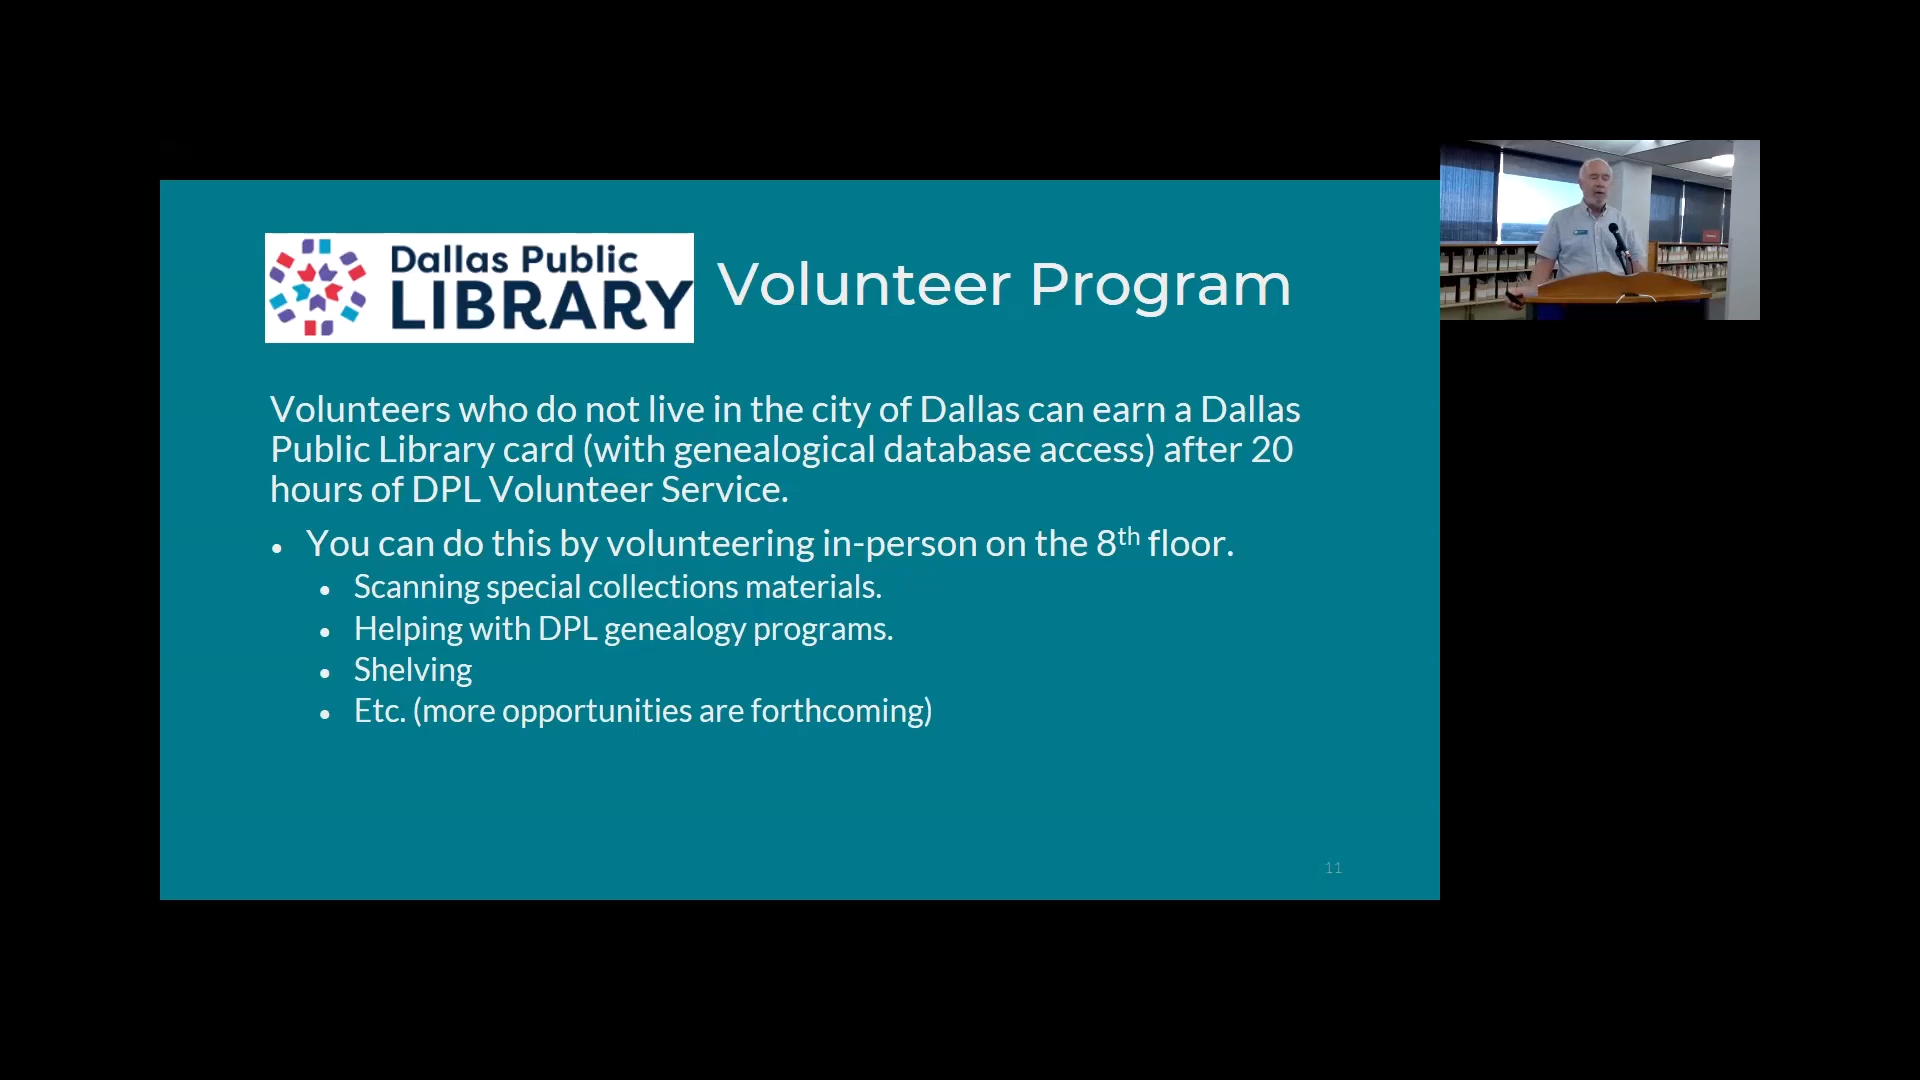 Dallas Public
LIBRARY
Volunteer Program
Volunteers who do not live in the city of Dallas can earn a Dallas
Public Library card (with genealogical database access) after 20
hours of DPL Volunteer Service.
• You can do this by volunteering in-person on the 8th floor.
• Scanning special collections materials.
• Helping with DPL genealogy programs.
• Shelving
• Etc. (more opportunities are forthcoming)
11